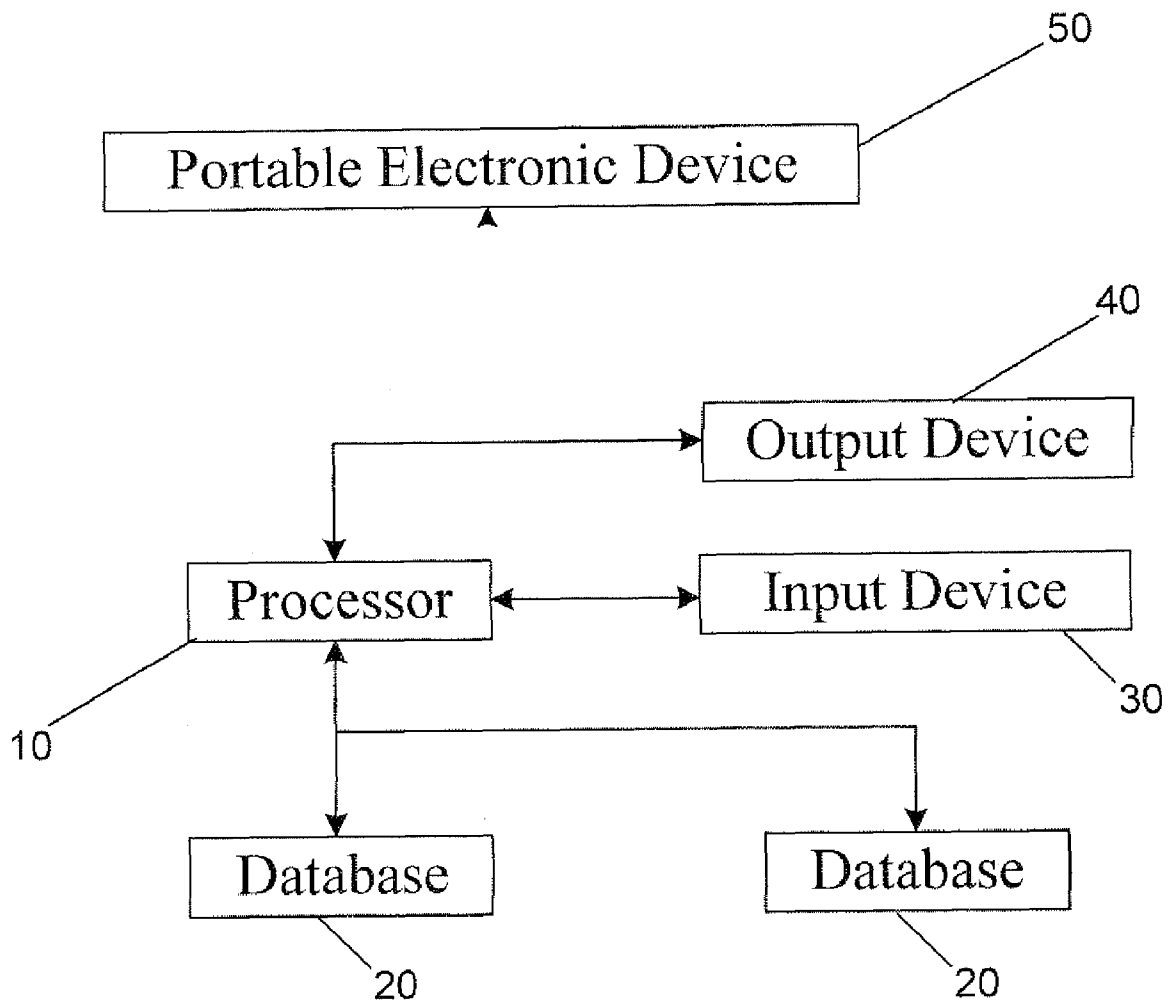 50
Portable Electronic Device
40
Output Device
Processor
Input Device
10
30
Database
Database
20
20